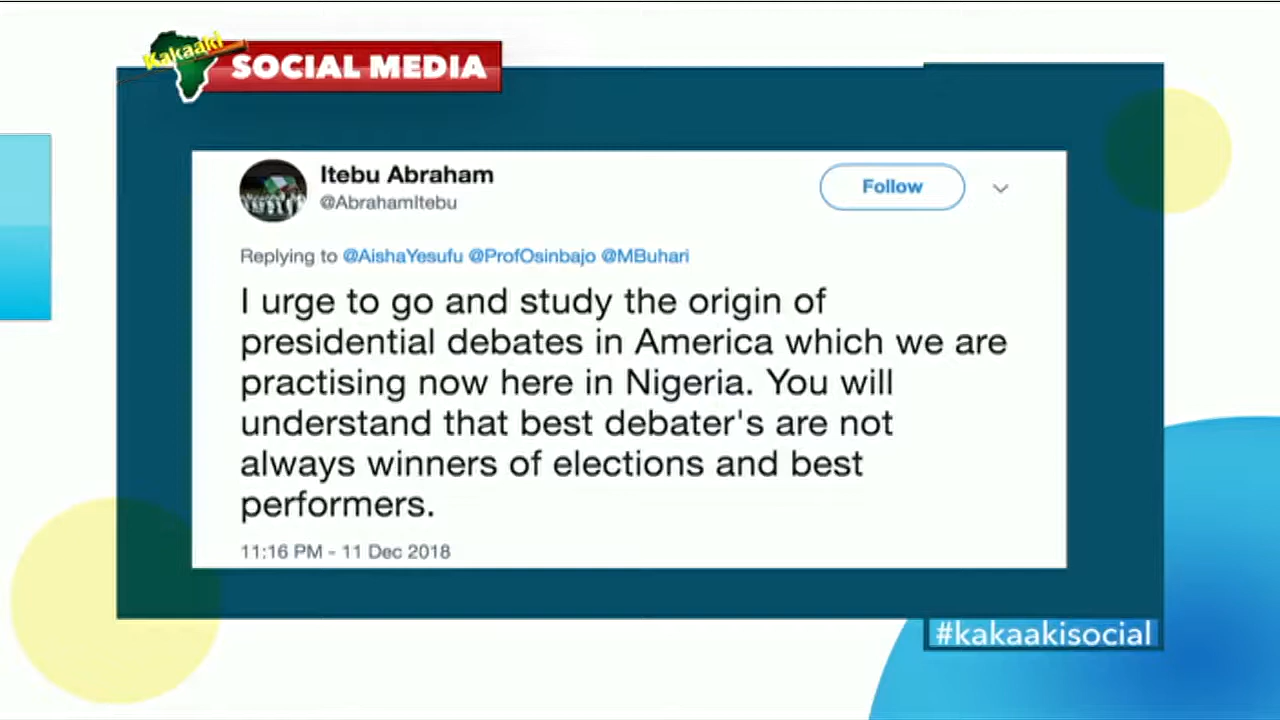 Kakaaki
SOCIAL MEDIA
Itebu Abraham
@AbrahamItebu
Follow
Replying to @AishaYesufu @ProfOsinbajo @MBuhari
I urge to go and study the origin of
presidential debates in America which we are
practising now here in Nigeria. You will
understand that best debater's are not
always winners of elections and best
performers.
11:16 PM - 11 Dec 2018
#kakaakisocial